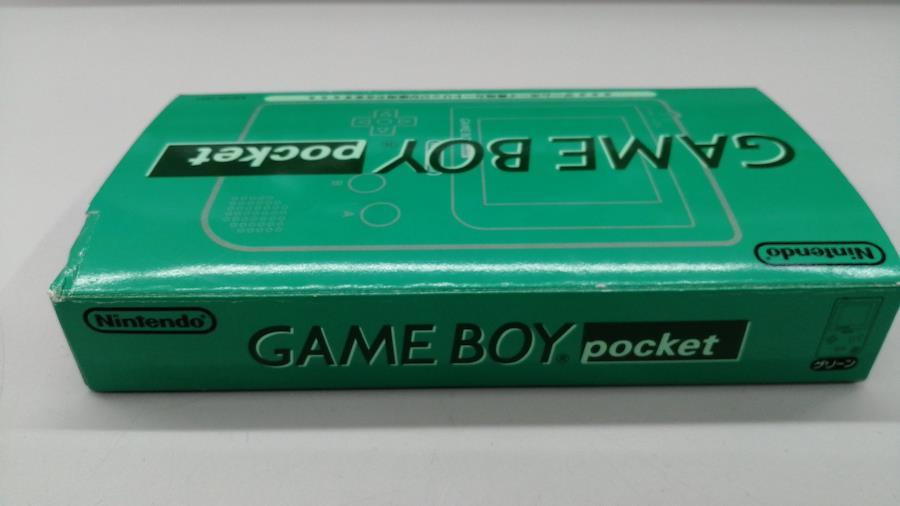 GAME BOY pocket
Nintendo
B
A
Nintendo
GAME BOY® pocket
グリーン